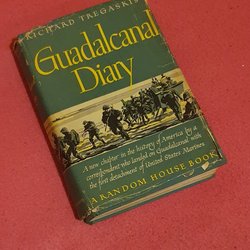 RICHARD TREGASKIS
Guadalcanal
Diary
A new chapter in the history of America by a
correspondent who landed on Guadalcanal with
the first detachment of United States Marines
A RANDOM HOUSE BOOK